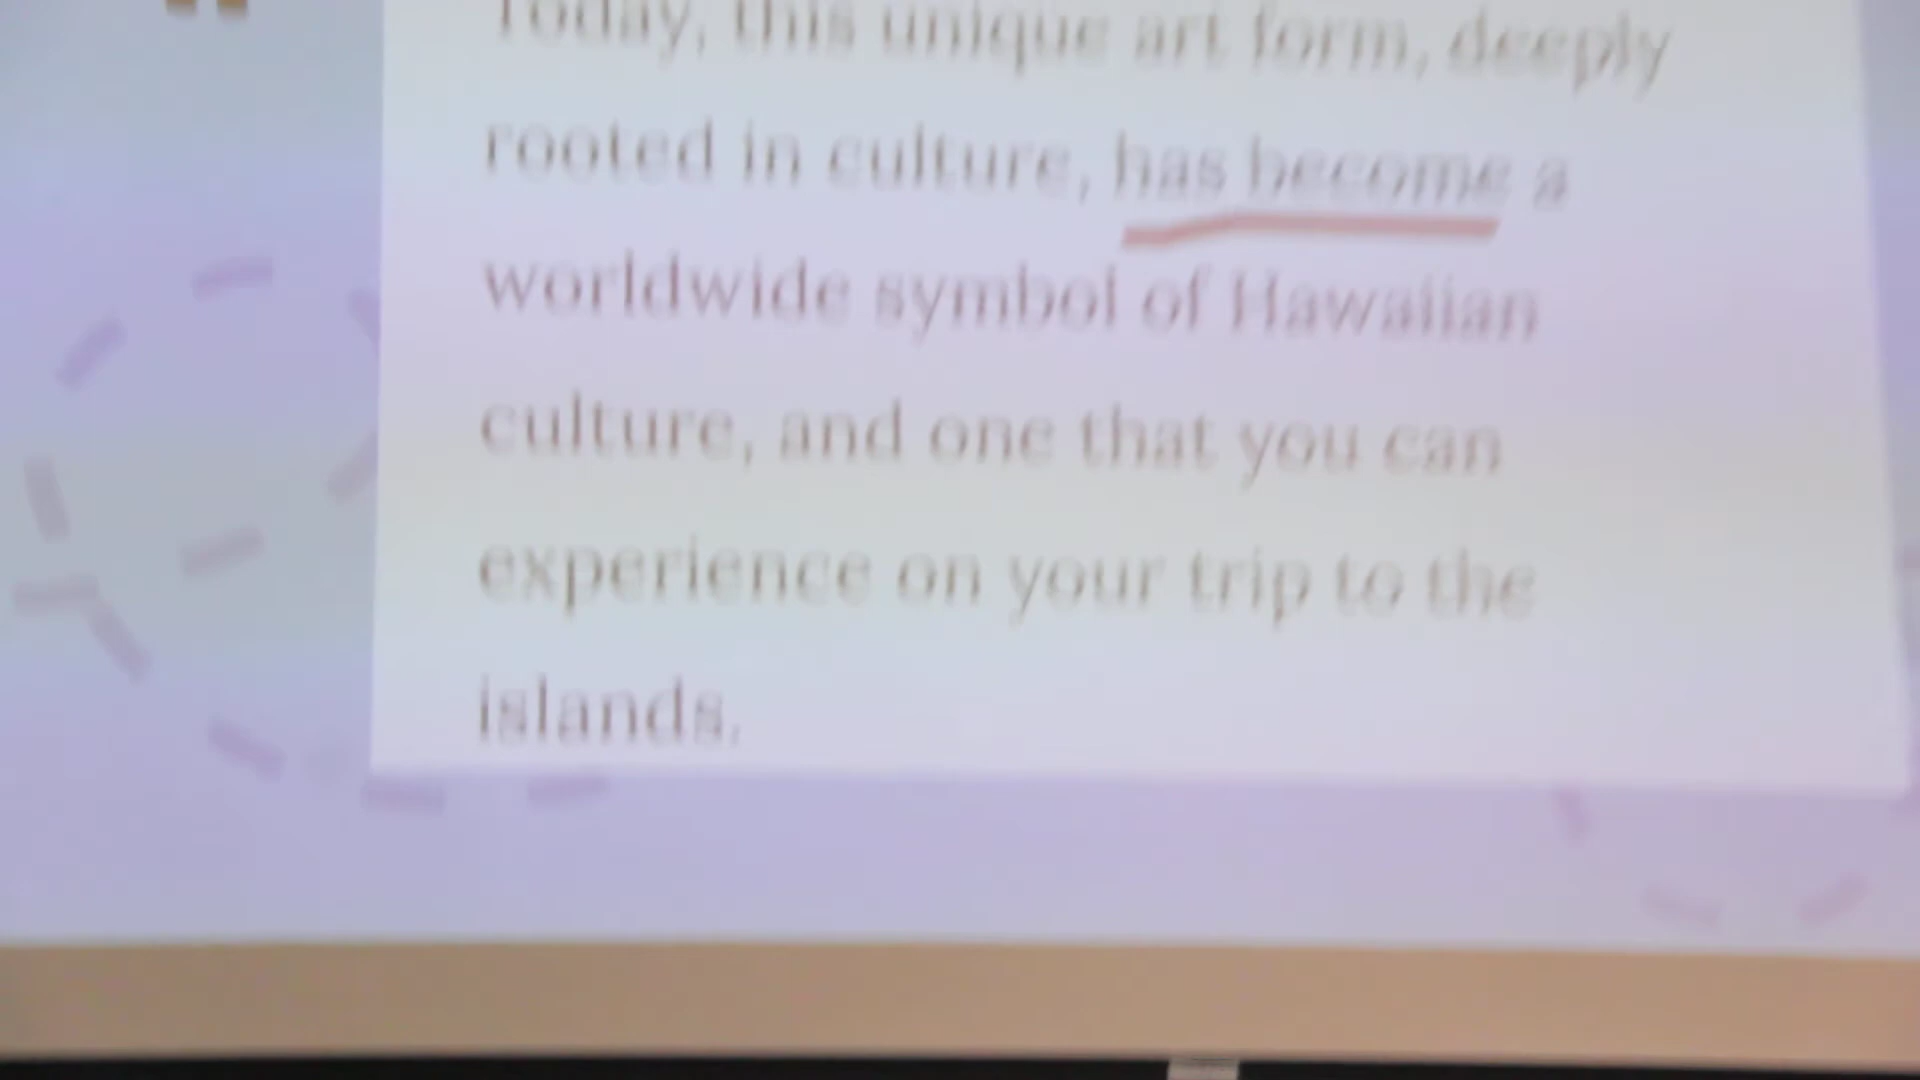 Today, this unique art form, deeply
rooted in culture, has become a
worldwide symbol of Hawaiian
culture, and one that you can
experience on your trip to the
islands.